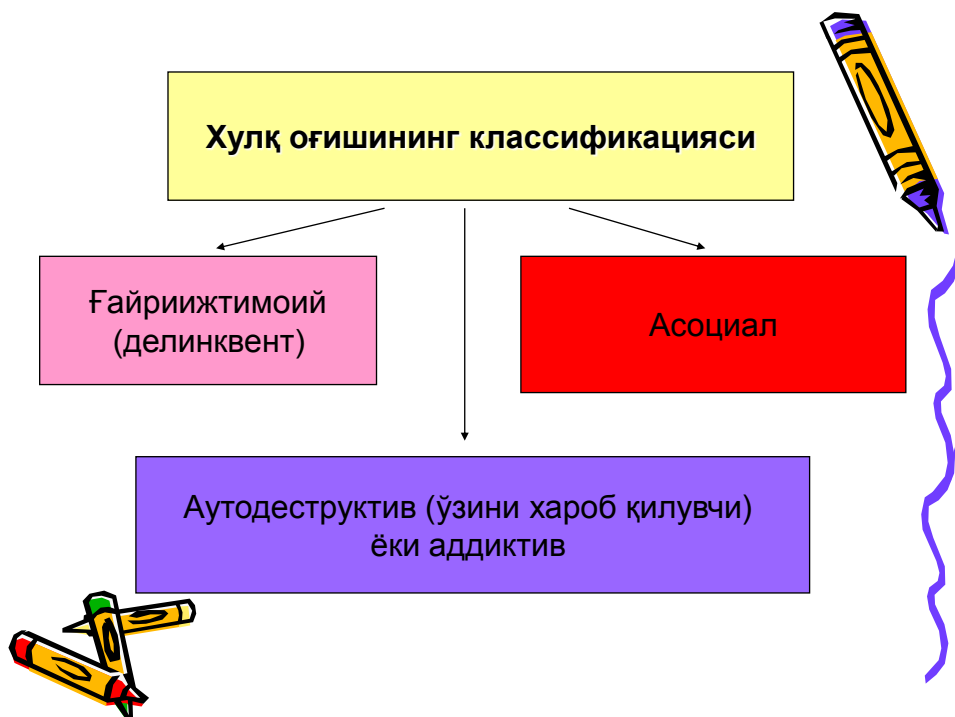 Хулқ оғишининг классификацияси
Ғайриижтимоий
(делинквент)
Асоциал
Аутодеструктив (ўзини хароб қилувчи)
ёки аддиктив